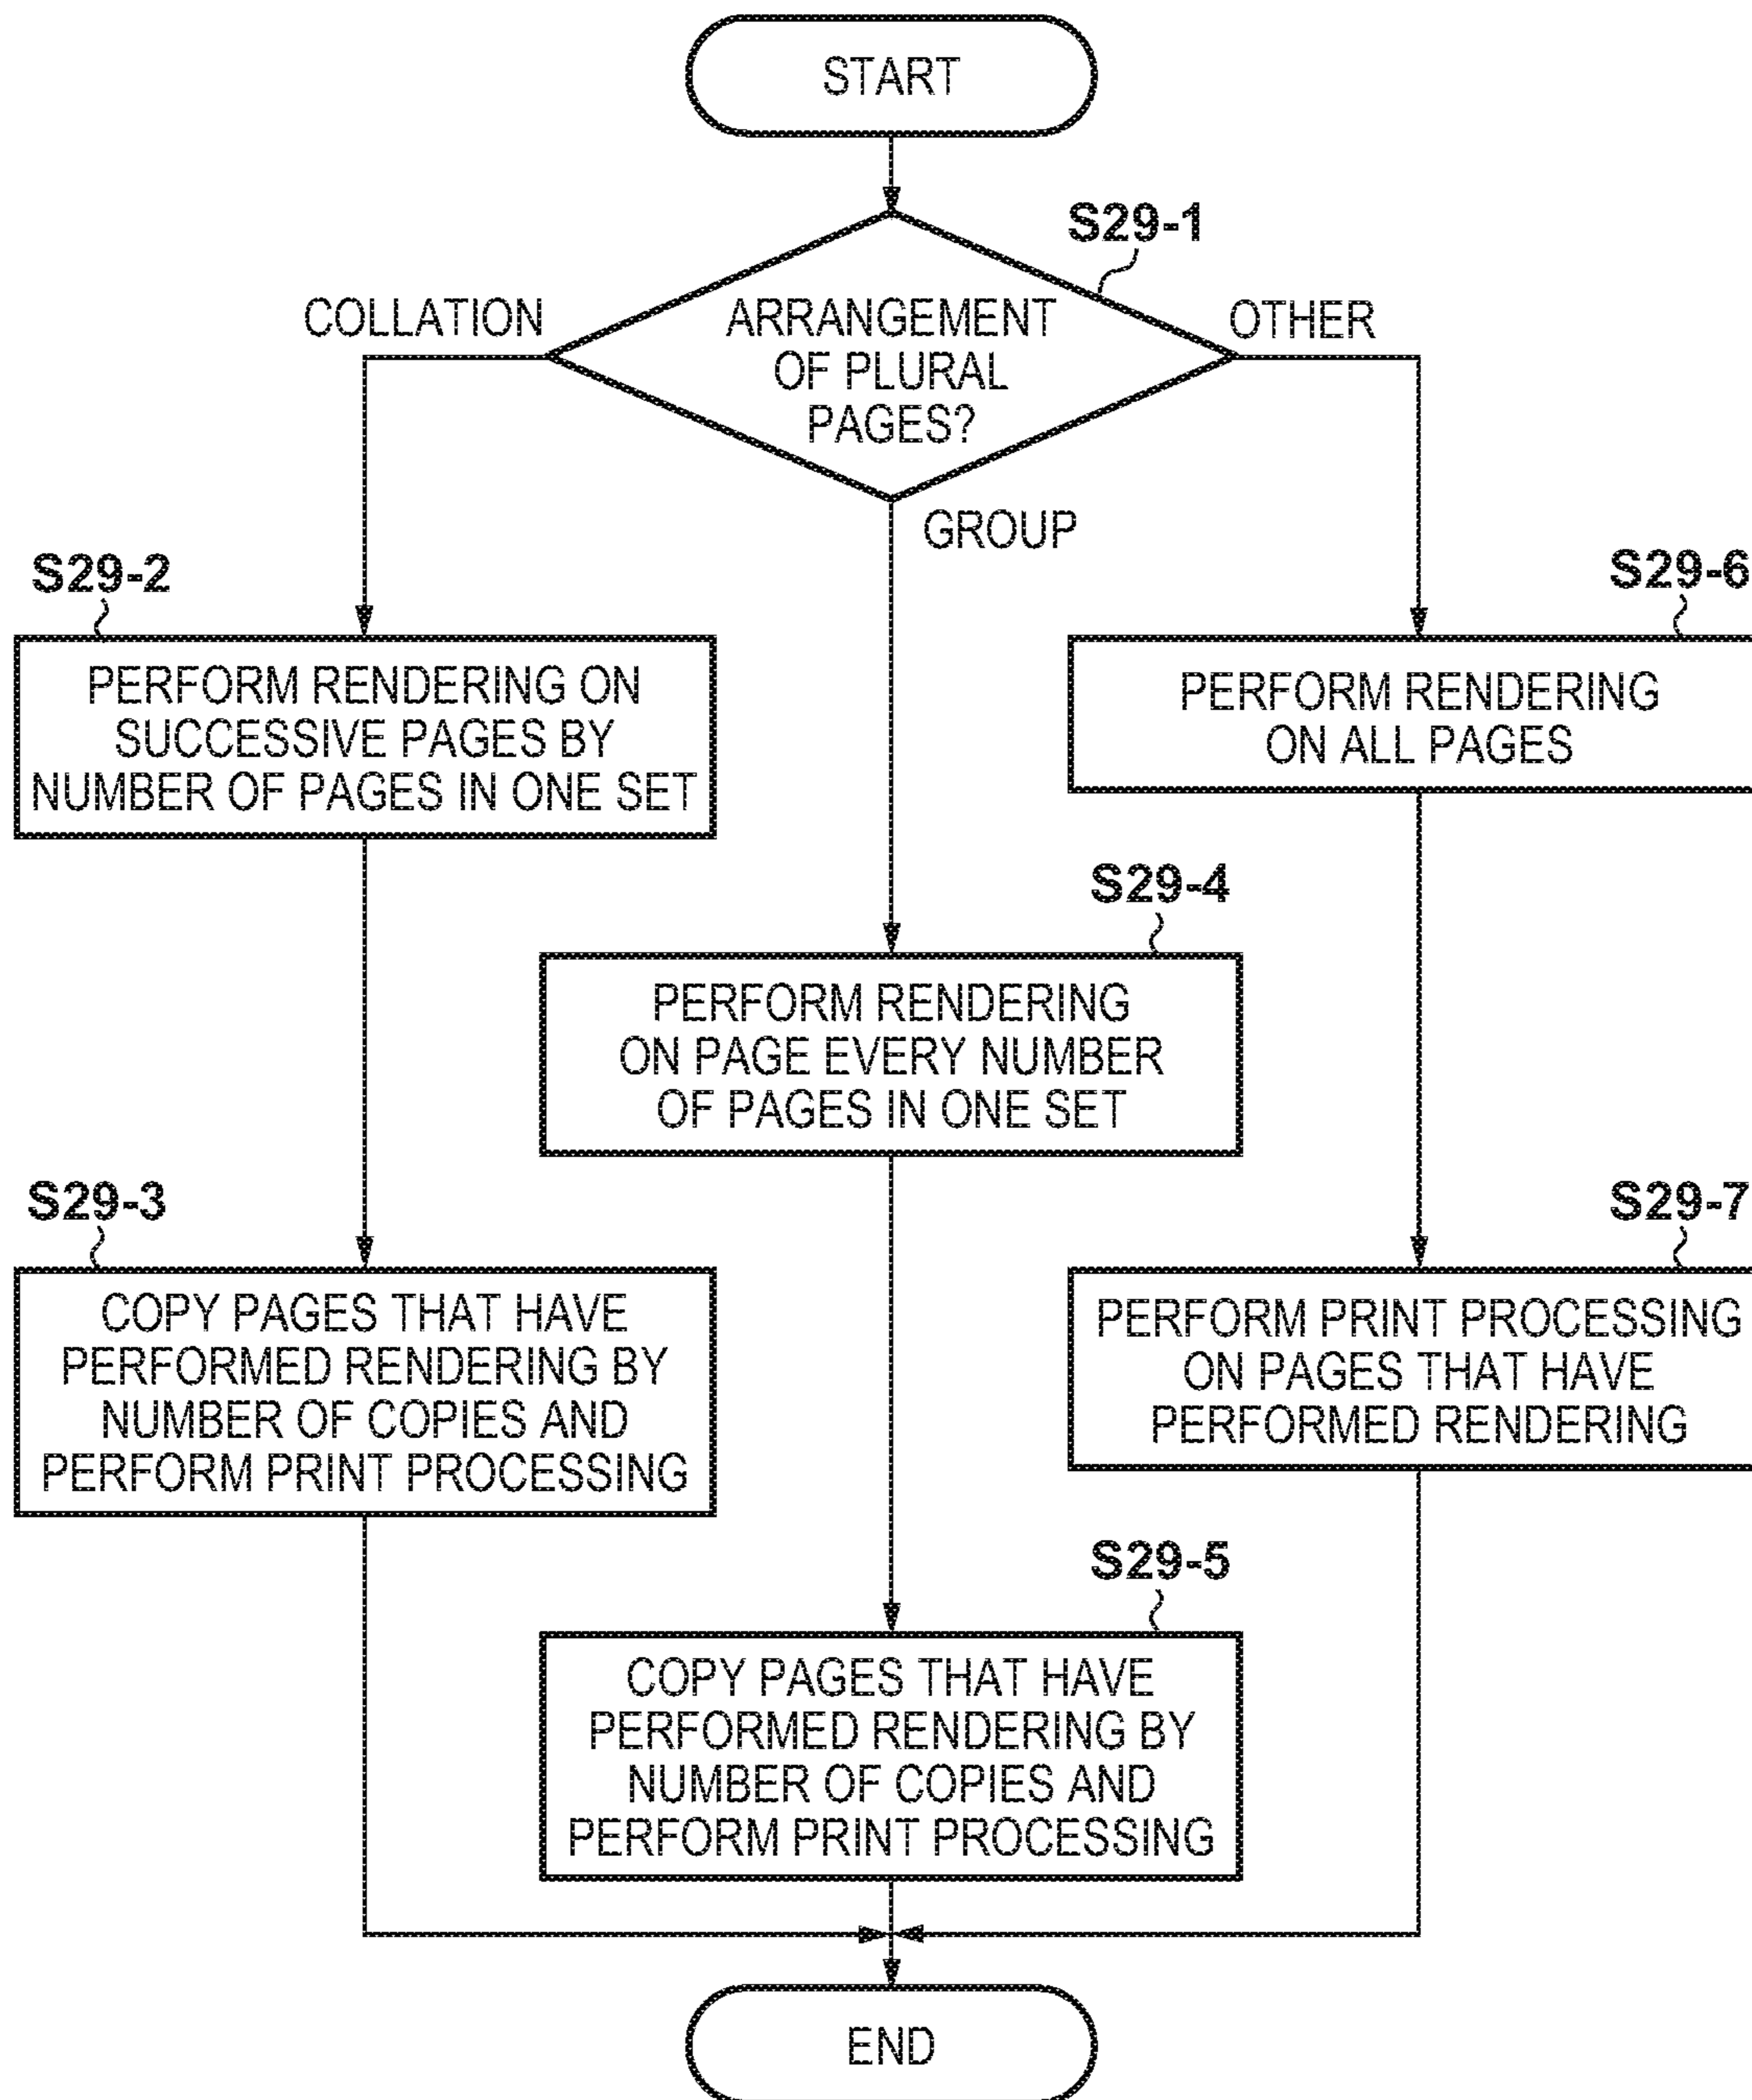 START
S29-1
COLLATION
ARRANGEMENT
OF PLURAL
PAGES?
OTHER
GROUP
S29-2
PERFORM RENDERING ON
SUCCESSIVE PAGES BY
NUMBER OF PAGES IN ONE SET
S29-6
PERFORM RENDERING
ON ALL PAGES
S29-4
PERFORM RENDERING
ON PAGE EVERY NUMBER
OF PAGES IN ONE SET
S29-3
COPY PAGES THAT HAVE
PERFORMED RENDERING BY
NUMBER OF COPIES AND
PERFORM PRINT PROCESSING
S29-7
PERFORM PRINT PROCESSING
ON PAGES THAT HAVE
PERFORMED RENDERING
S29-5
COPY PAGES THAT HAVE
PERFORMED RENDERING BY
NUMBER OF COPIES AND
PERFORM PRINT PROCESSING
END